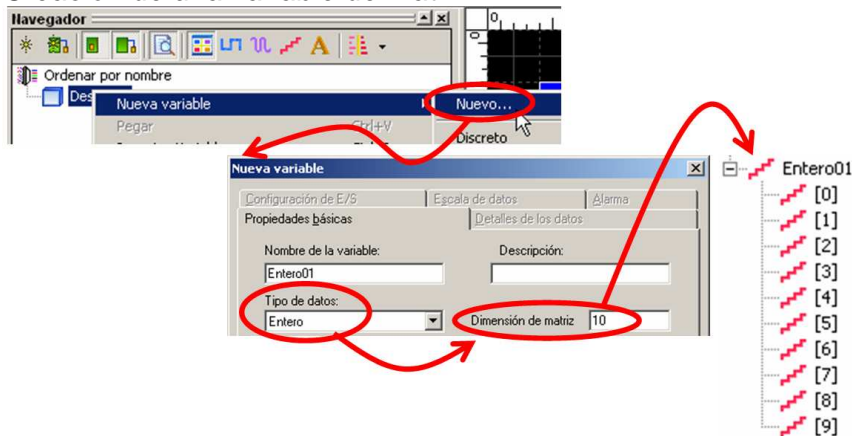 Navegador
Ordenar por nombre
Nueva variable
Nuevo...
Pegar
Ctrl+V
Discreto
Nueva variable
Configuración de E/S
Escala de datos
Alarma
Propiedades básicas
Detalles de los datos
Nombre de la variable:
Descripción:
Entero01
Tipo de datos:
Entero
Dimensión de matriz
10
Entero01
[0]
[1]
[2]
[3]
[4]
[5]
[6]
[7]
[8]
[9]